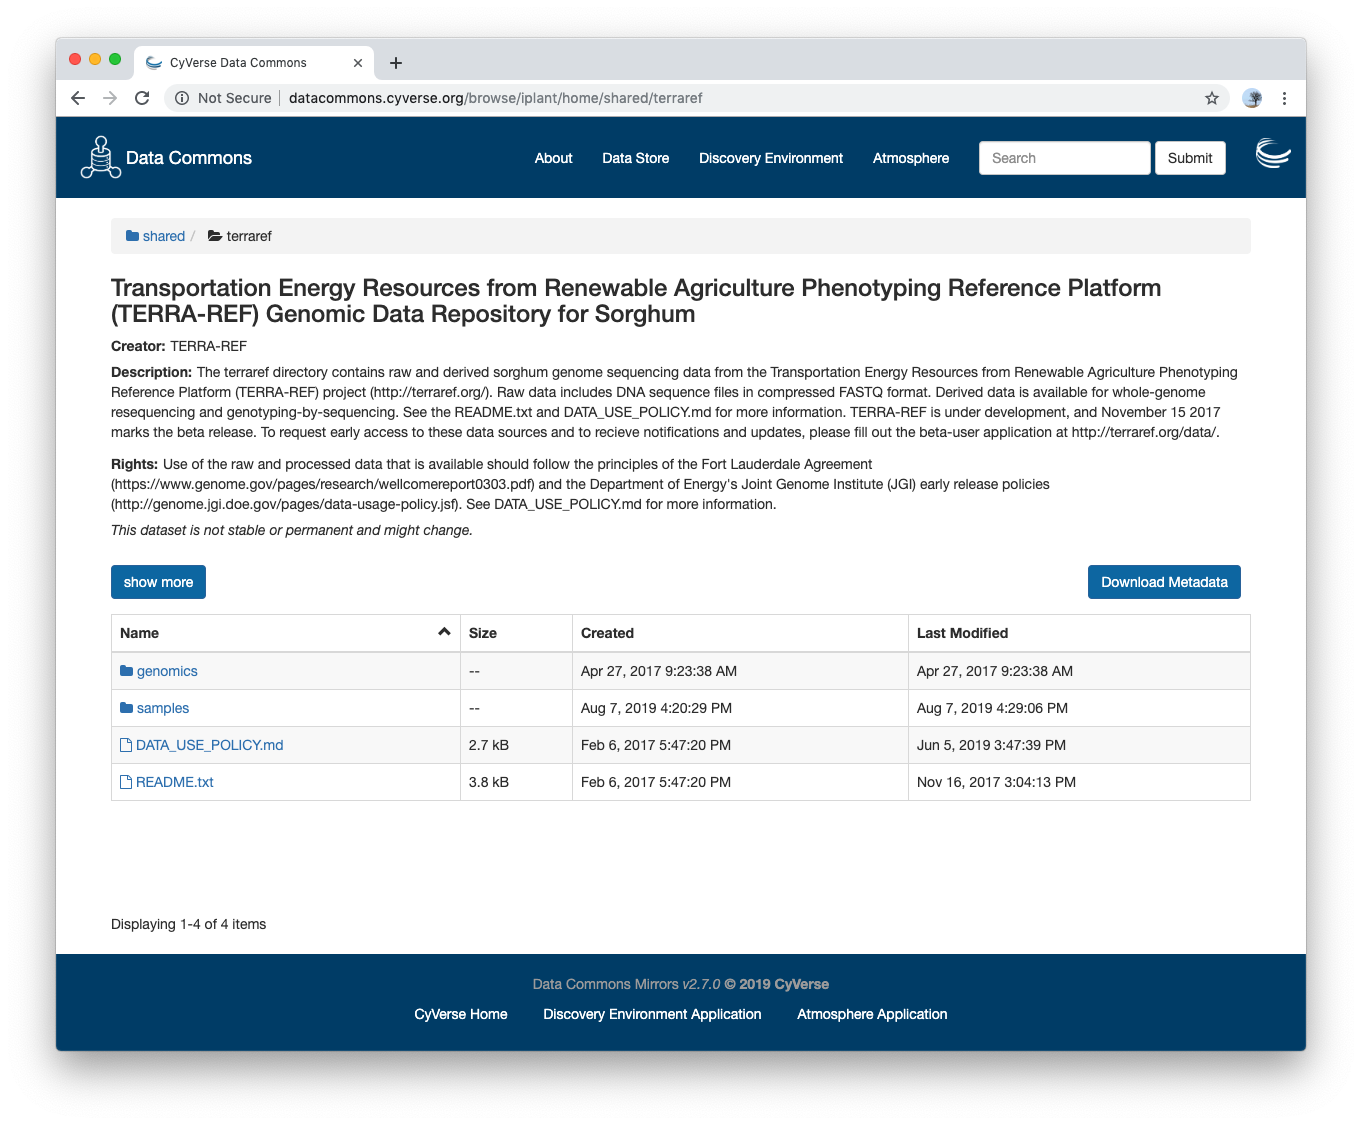 CyVerse Data Commons
Not Secure datacommons.cyverse.org/browse/iplant/home/shared/terraref
Data Commons About Data Store Discovery Environment Atmosphere Search Submit
shared / terraref
Transportation Energy Resources from Renewable Agriculture Phenotyping Reference Platform
(TERRA-REF) Genomic Data Repository for Sorghum
Creator: TERRA-REF
Description: The terraref directory contains raw and derived sorghum genome sequencing data from the Transportation Energy Resources from Renewable Agriculture Phenotyping
Reference Platform (TERRA-REF) project (http://terraref.org/). Raw data includes DNA sequence files in compressed FASTQ format. Derived data is available for whole-genome
resequencing and genotyping-by-sequencing. See the README.txt and DATA_USE_POLICY.md for more information. TERRA-REF is under development, and November 15 2017
marks the beta release. To request early access to these data sources and to recieve notifications and updates, please fill out the beta-user application at http://terraref.org/data/.
Rights: Use of the raw and processed data that is available should follow the principles of the Fort Lauderdale Agreement
(https://www.genome.gov/pages/research/wellcomereport0303.pdf) and the Department of Energy's Joint Genome Institute (JGI) early release policies
(http://genome.jgi.doe.gov/pages/data-usage-policy.jsf). See DATA_USE_POLICY.md for more information.
This dataset is not stable or permanent and might change.
show more Download Metadata
Name Size Created Last Modified
genomics -- Apr 27, 2017 9:23:38 AM Apr 27, 2017 9:23:38 AM
samples -- Aug 7, 2019 4:20:29 PM Aug 7, 2019 4:29:06 PM
DATA_USE_POLICY.md 2.7 kB Feb 6, 2017 5:47:20 PM Jun 5, 2019 3:47:39 PM
README.txt 3.8 kB Feb 6, 2017 5:47:20 PM Nov 16, 2017 3:04:13 PM
Displaying 1-4 of 4 items
Data Commons Mirrors v2.7.0 © 2019 CyVerse
CyVerse Home Discovery Environment Application Atmosphere Application